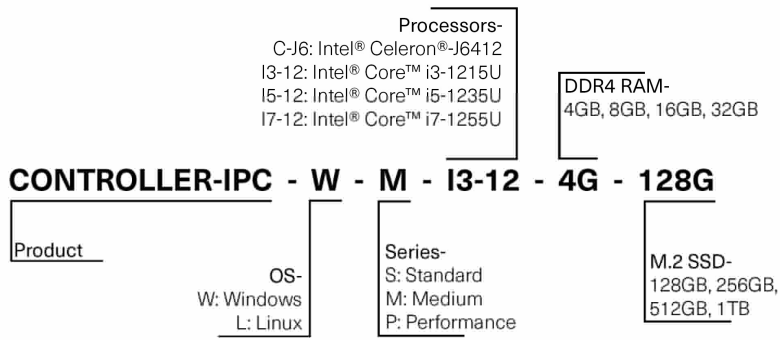 Processors-
C-J6: Intel® Celeron®-J6412
I3-12: Intel® Core™ i3-1215U
I5-12: Intel® Core™ i5-1235U
I7-12: Intel® Core™ i7-1255U
DDR4 RAM-
4GB, 8GB, 16GB, 32GB
CONTROLLER-IPC - W - M - I3-12 - 4G - 128G
Product
OS-
W: Windows
L: Linux
Series-
S: Standard
M: Medium
P: Performance
M.2 SSD-
128GB, 256GB,
512GB, 1TB